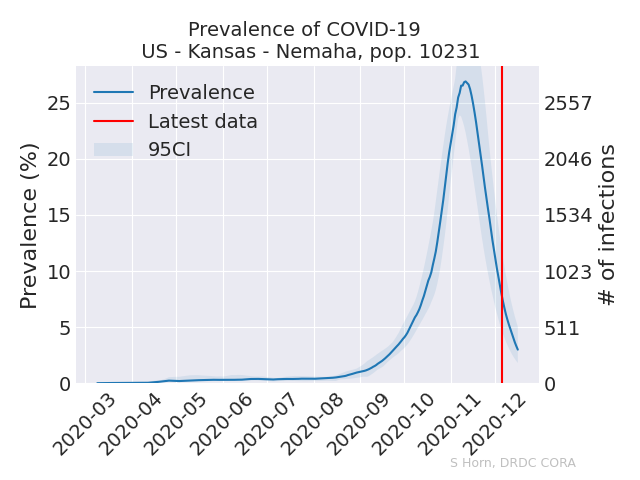 Prevalence of COVID-19
US - Kansas - Nemaha, pop. 10231
Prevalence
Latest data
95CI
Prevalence (%)
25
20
15
10
5
0
2557
2046
1534
1023
511
0
# of infections
2020-03
2020-04
2020-05
2020-06
2020-07
2020-08
2020-09
2020-10
2020-11
2020-12
S Horn, DRDC CORA